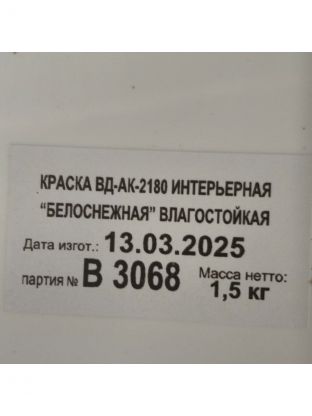 КРАСКА ВД-АК-2180 ИНТЕРЬЕРНАЯ
“БЕЛОСНЕЖНАЯ” ВЛАГОСТОЙКАЯ
Дата изгот.: 13.03.2025
партия № В 3068 Масса нетто:
1,5 кг